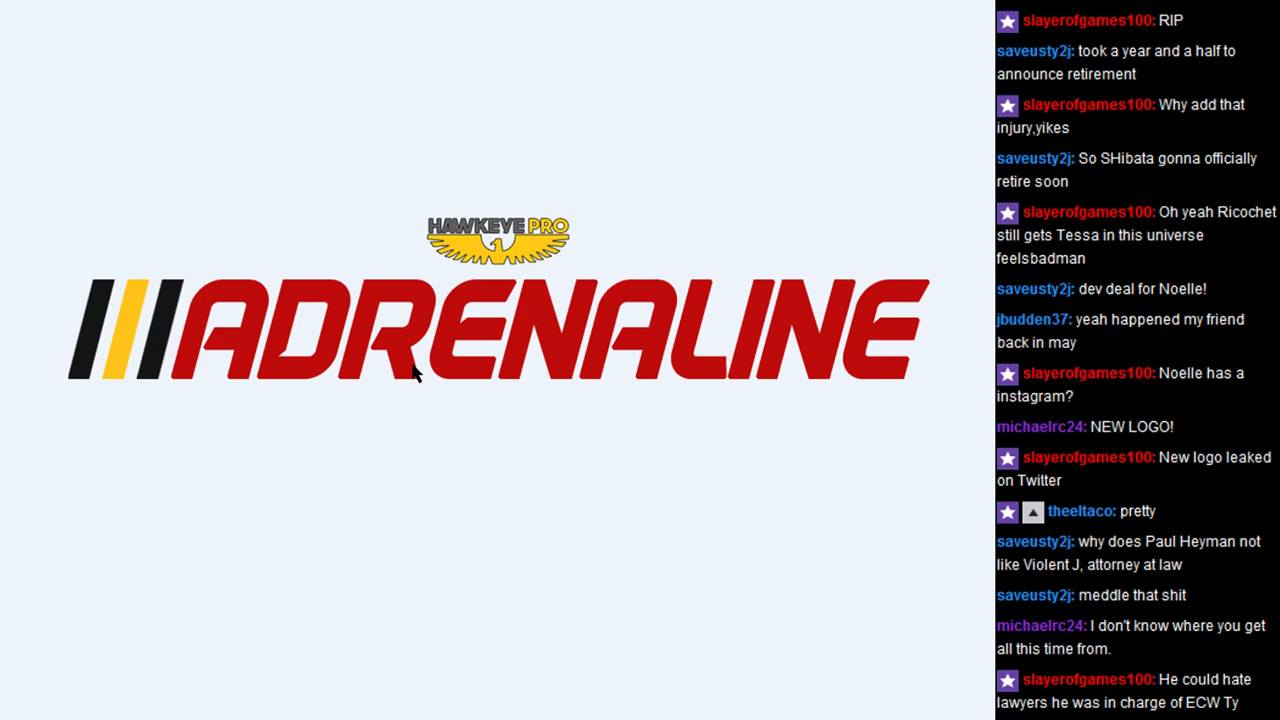 HAWKEYE PRO
1
ADRENALINE
slayerofgames100: RIP
saveusty2j: took a year and a half to
announce retirement
slayerofgames100: Why add that
injury,yikes
saveusty2j: So SHibata gonna officially
retire soon
slayerofgames100: Oh yeah Ricochet
still gets Tessa in this universe
feelsbadman
saveusty2j: dev deal for Noelle!
jbudden37: yeah happened my friend
back in may
slayerofgames100: Noelle has a
instagram?
michaelrc24: NEW LOGO!
slayerofgames100: New logo leaked
on Twitter
theeltaco: pretty
saveusty2j: why does Paul Heyman not
like Violent J, attorney at law
saveusty2j: meddle that shit
michaelrc24: I don't know where you get
all this time from.
slayerofgames100: He could hate
lawyers he was in charge of ECW Ty